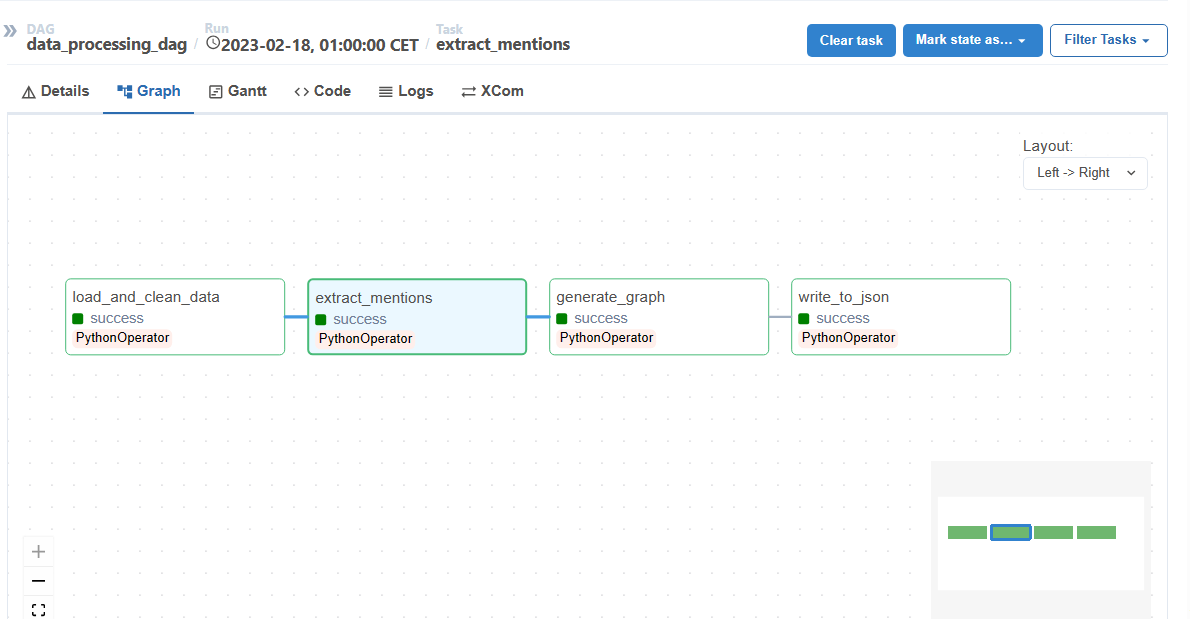 DAG
data_processing_dag
/
Run
2023-02-18, 01:00:00 CET
/
Task
extract_mentions
Clear task
Mark state as...
Filter Tasks
Details
Graph
Gantt
Code
Logs
XCom
Layout:
Left -> Right
load_and_clean_data
success
PythonOperator
extract_mentions
success
PythonOperator
generate_graph
success
PythonOperator
write_to_json
success
PythonOperator